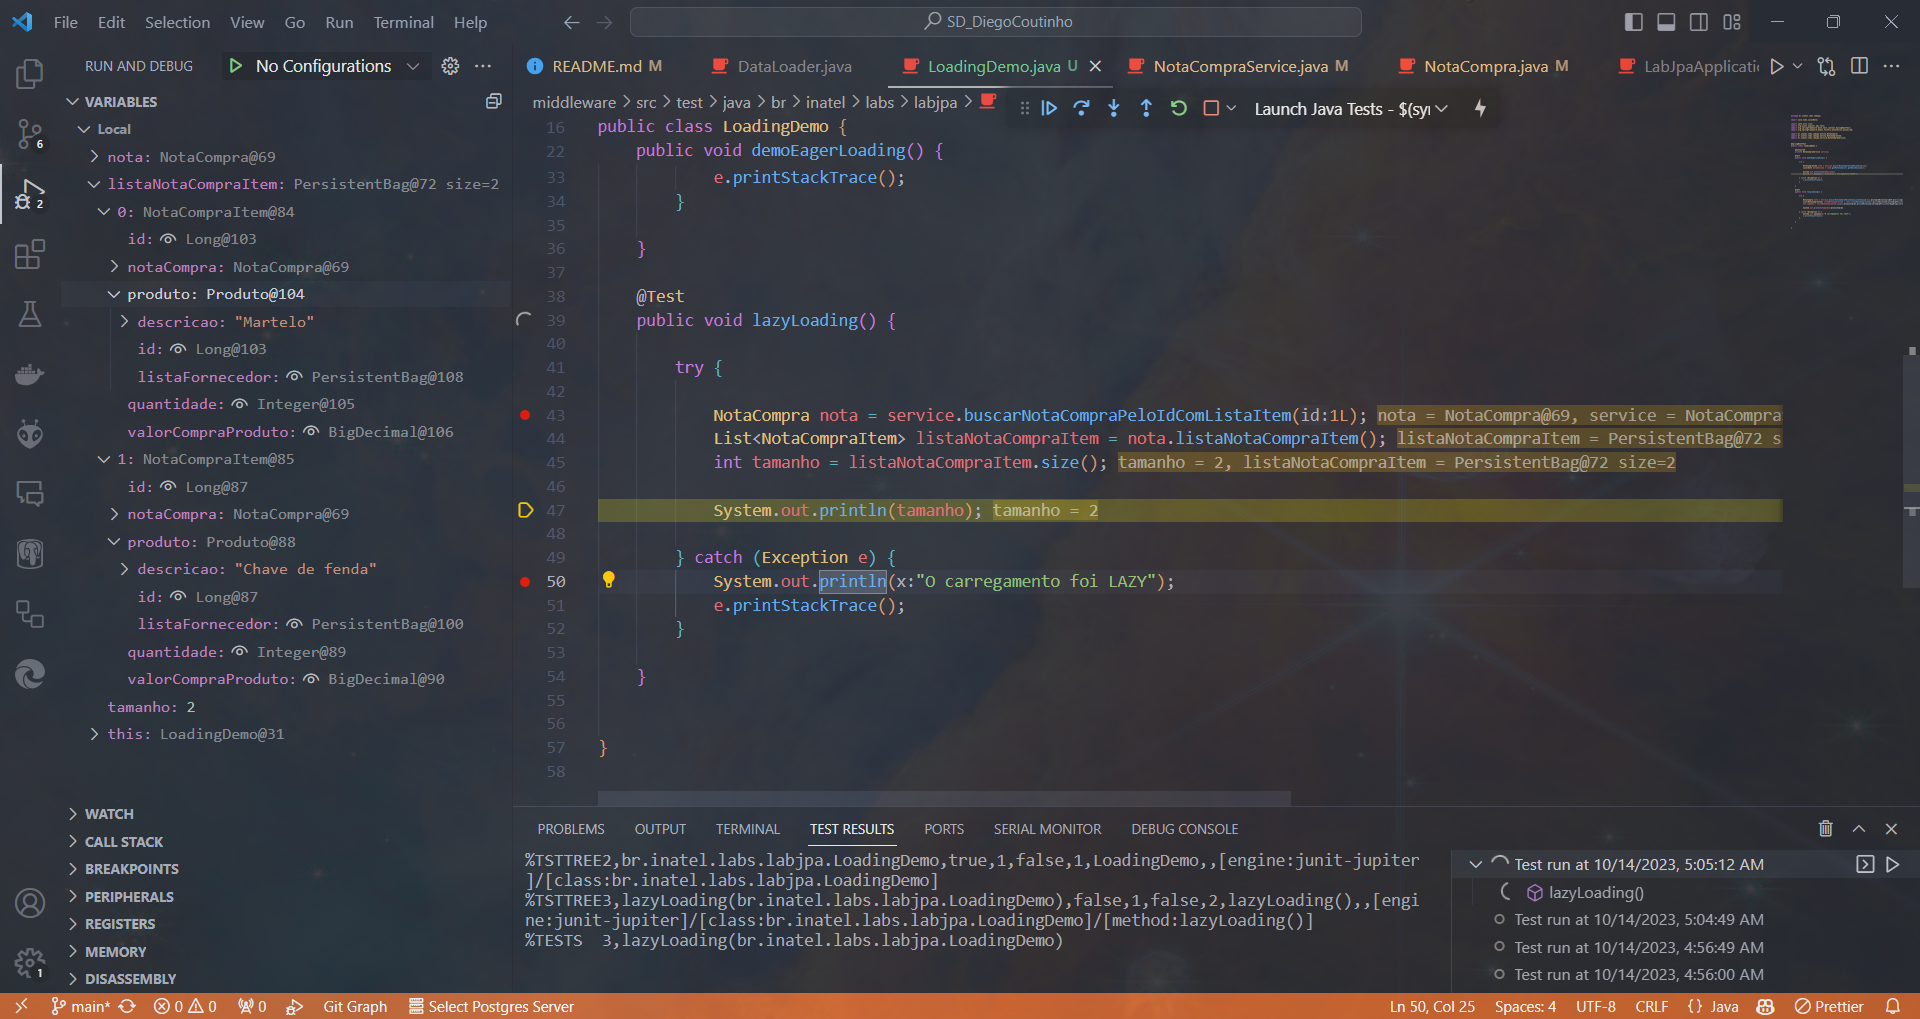 File Edit Selection View Go Run Terminal Help
SD_DiegoCoutinho
RUN AND DEBUG No Configurations
README.md M DataLoader.java LoadingDemo.java U NotaCompraService.java M NotaCompra.java M LabJpaApplicatio
VARIABLES
middleware > src > test > java > br > inatel > labs > labjpa >
Launch Java Tests - $(syı
Local
nota: NotaCompra@69
listaNotaCompraItem: PersistentBag@72 size=2
0: NotaCompraItem@84
id: Long@103
notaCompra: NotaCompra@69
produto: Produto@104
descricao: "Martelo"
id: Long@103
listaFornecedor: PersistentBag@108
quantidade: Integer@105
valorCompraProduto: BigDecimal@106
1: NotaCompraItem@85
id: Long@87
notaCompra: NotaCompra@69
produto: Produto@88
descricao: "Chave de fenda"
id: Long@87
listaFornecedor: PersistentBag@100
quantidade: Integer@89
valorCompraProduto: BigDecimal@90
tamanho: 2
this: LoadingDemo@31
WATCH
CALL STACK
BREAKPOINTS
PERIPHERALS
REGISTERS
MEMORY
DISASSEMBLY
6
2
1
16 public class LoadingDemo {
22 public void demoEagerLoading() {
33 e.printStackTrace();
34 }
35
36 }
37
38 @Test
39 public void lazyLoading() {
40
41 try {
42
43 NotaCompra nota = service.buscarNotaCompraPeloIdComListaItem(id:1L); nota = NotaCompra@69, service = NotaCompra
44 List<NotaCompraItem> listaNotaCompraItem = nota.listaNotaCompraItem(); listaNotaCompraItem = PersistentBag@72 s
45 int tamanho = listaNotaCompraItem.size(); tamanho = 2, listaNotaCompraItem = PersistentBag@72 size=2
46
47 System.out.println(tamanho); tamanho = 2
48
49 } catch (Exception e) {
50 System.out.println(x:"O carregamento foi LAZY");
51 e.printStackTrace();
52 }
53
54 }
55
56
57 }
58
PROBLEMS OUTPUT TERMINAL TEST RESULTS PORTS SERIAL MONITOR DEBUG CONSOLE
%TSTTREE2,br.inatel.labs.labjpa.LoadingDemo,true,1,false,1,LoadingDemo,,[engine:junit-jupiter
]/[class:br.inatel.labs.labjpa.LoadingDemo]
%TSTTREE3,lazyLoading(br.inatel.labs.labjpa.LoadingDemo),false,1,false,2,lazyLoading(),,[engi
ne:junit-jupiter]/[class:br.inatel.labs.labjpa.LoadingDemo]/[method:lazyLoading()]
%TESTS 3,lazyLoading(br.inatel.labs.labjpa.LoadingDemo)
Test run at 10/14/2023, 5:05:12 AM
lazyLoading()
Test run at 10/14/2023, 5:04:49 AM
Test run at 10/14/2023, 4:56:49 AM
Test run at 10/14/2023, 4:56:00 AM
main* 0 0 0 Git Graph Select Postgres Server Ln 50, Col 25 Spaces: 4 UTF-8 CRLF {} Java Prettier